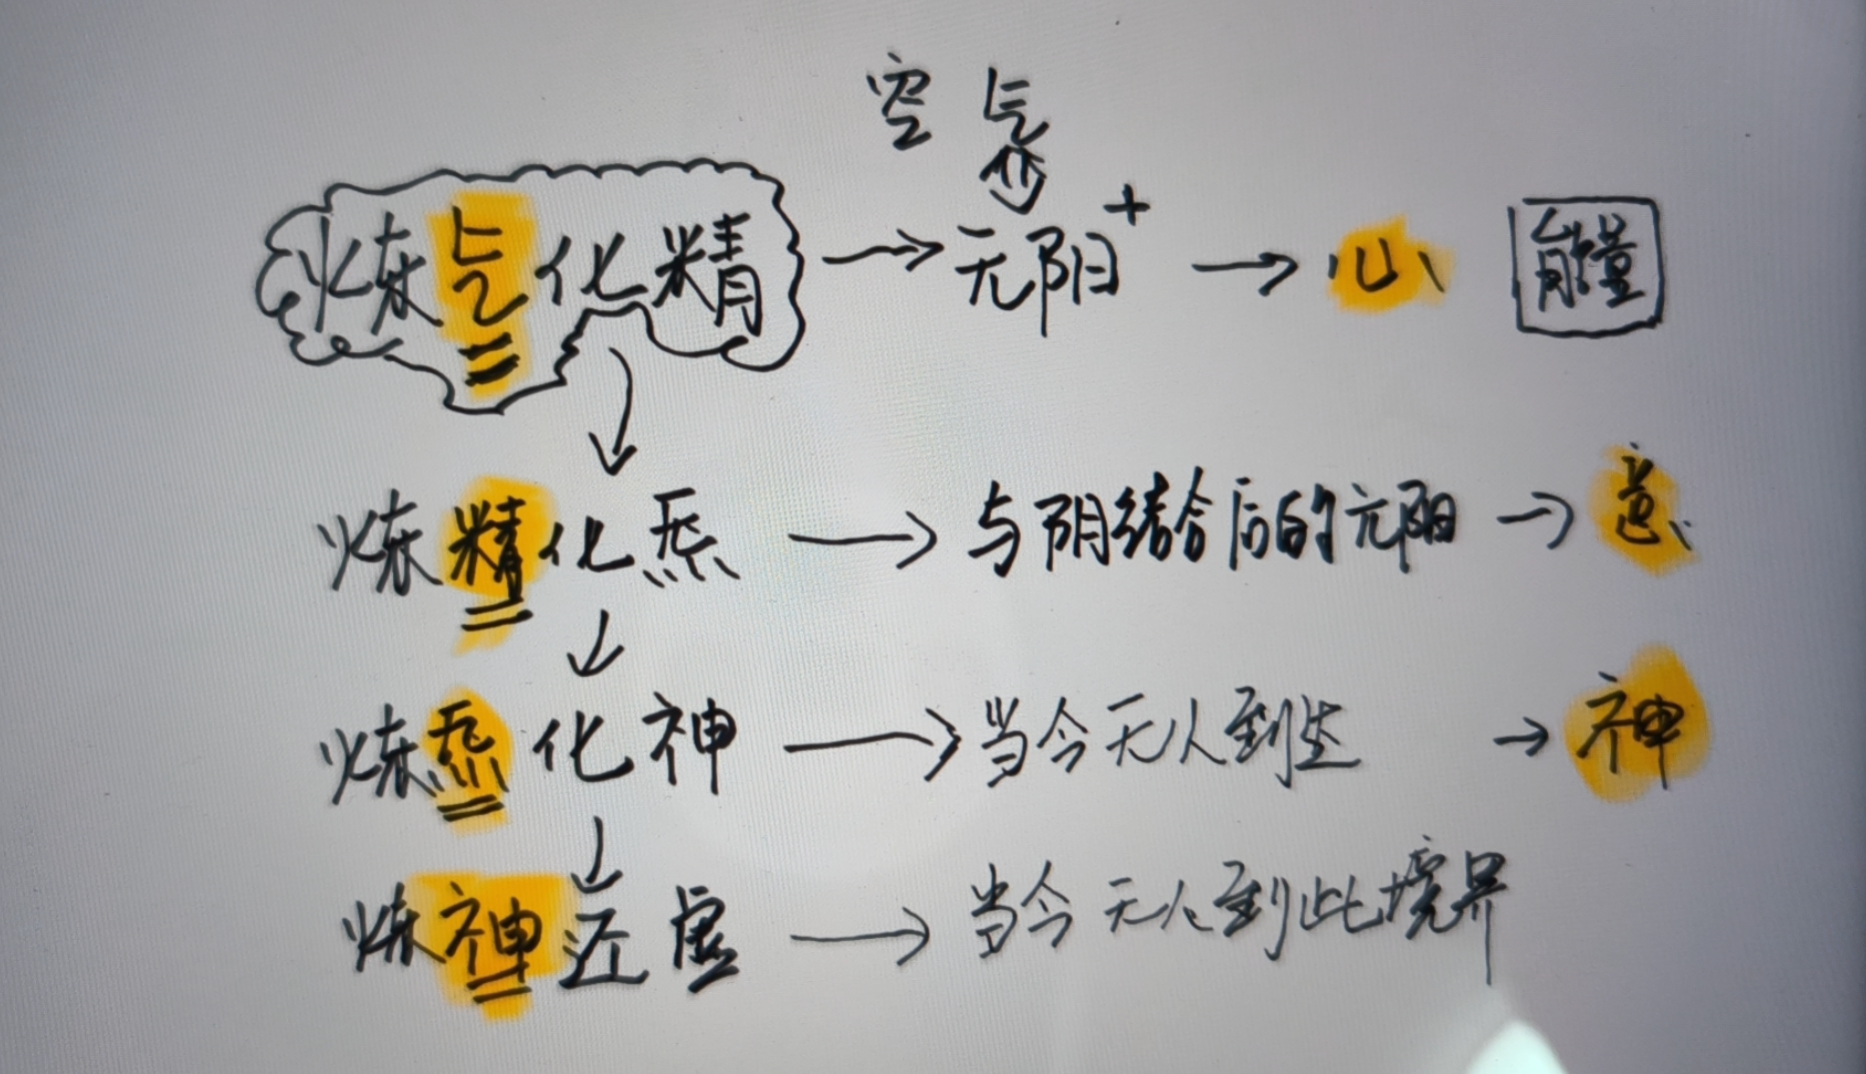 空气
炼气化精 → 元阳+ → 心 能量
炼精化炁 → 与阴结合后的元阳 → 意
炼炁化神 → 当今无人到达 → 神
炼神还虚 → 当今无人到此境界